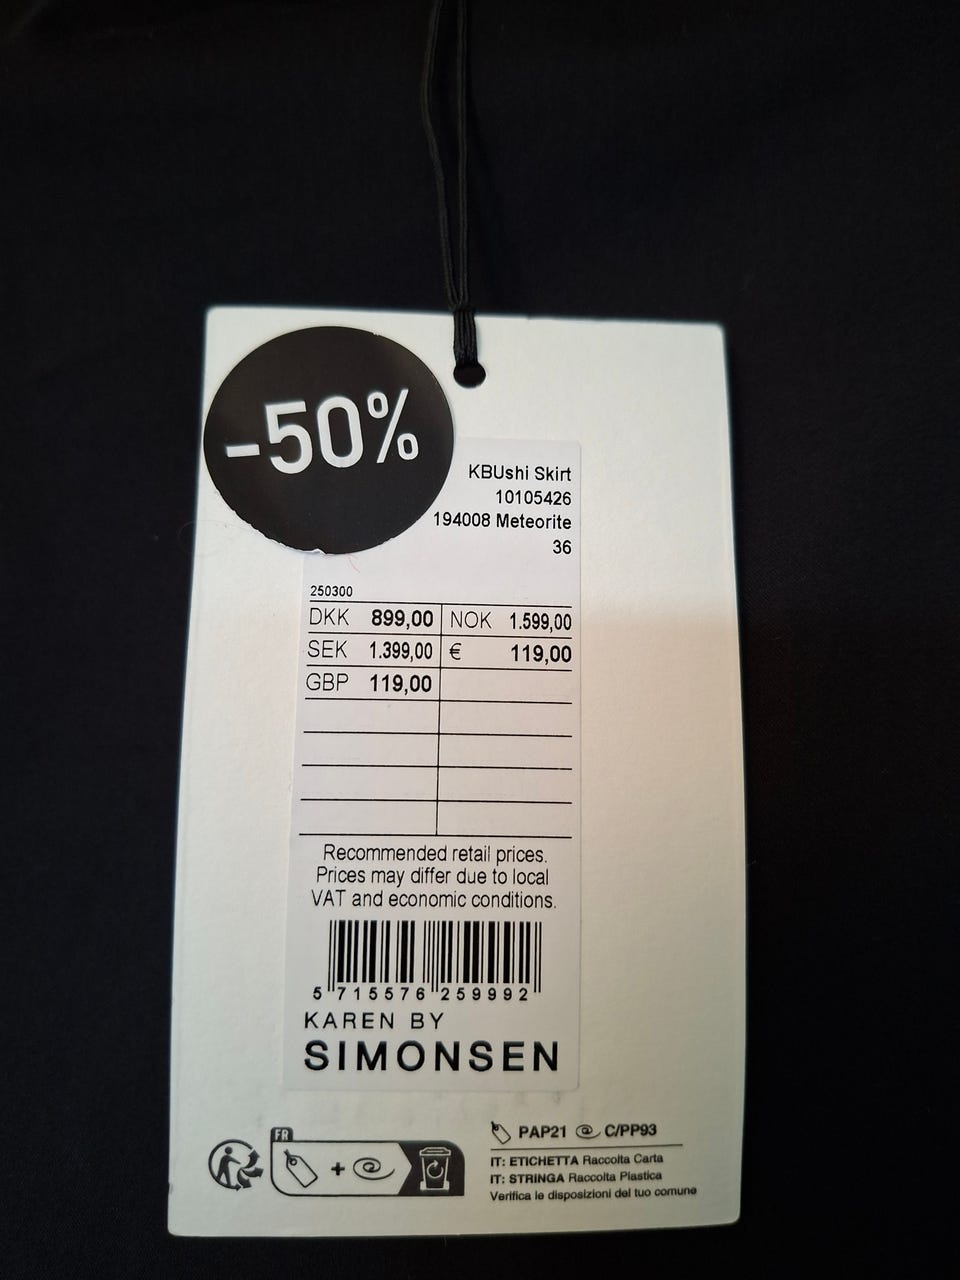 -50%
KBUshi Skirt
10105426
194008 Meteorite
36
250300
DKK 899,00 NOK 1.599,00
SEK 1.399,00 € 119,00
GBP 119,00
Recommended retail prices.
Prices may differ due to local
VAT and economic conditions.
5 715576 259992
KAREN BY
SIMONSEN
FR
+
PAP21 C/PP93
IT: ETICHETTA Raccolta Carta
IT: STRINGA Raccolta Plastica
Verifica le disposizioni del tuo comune